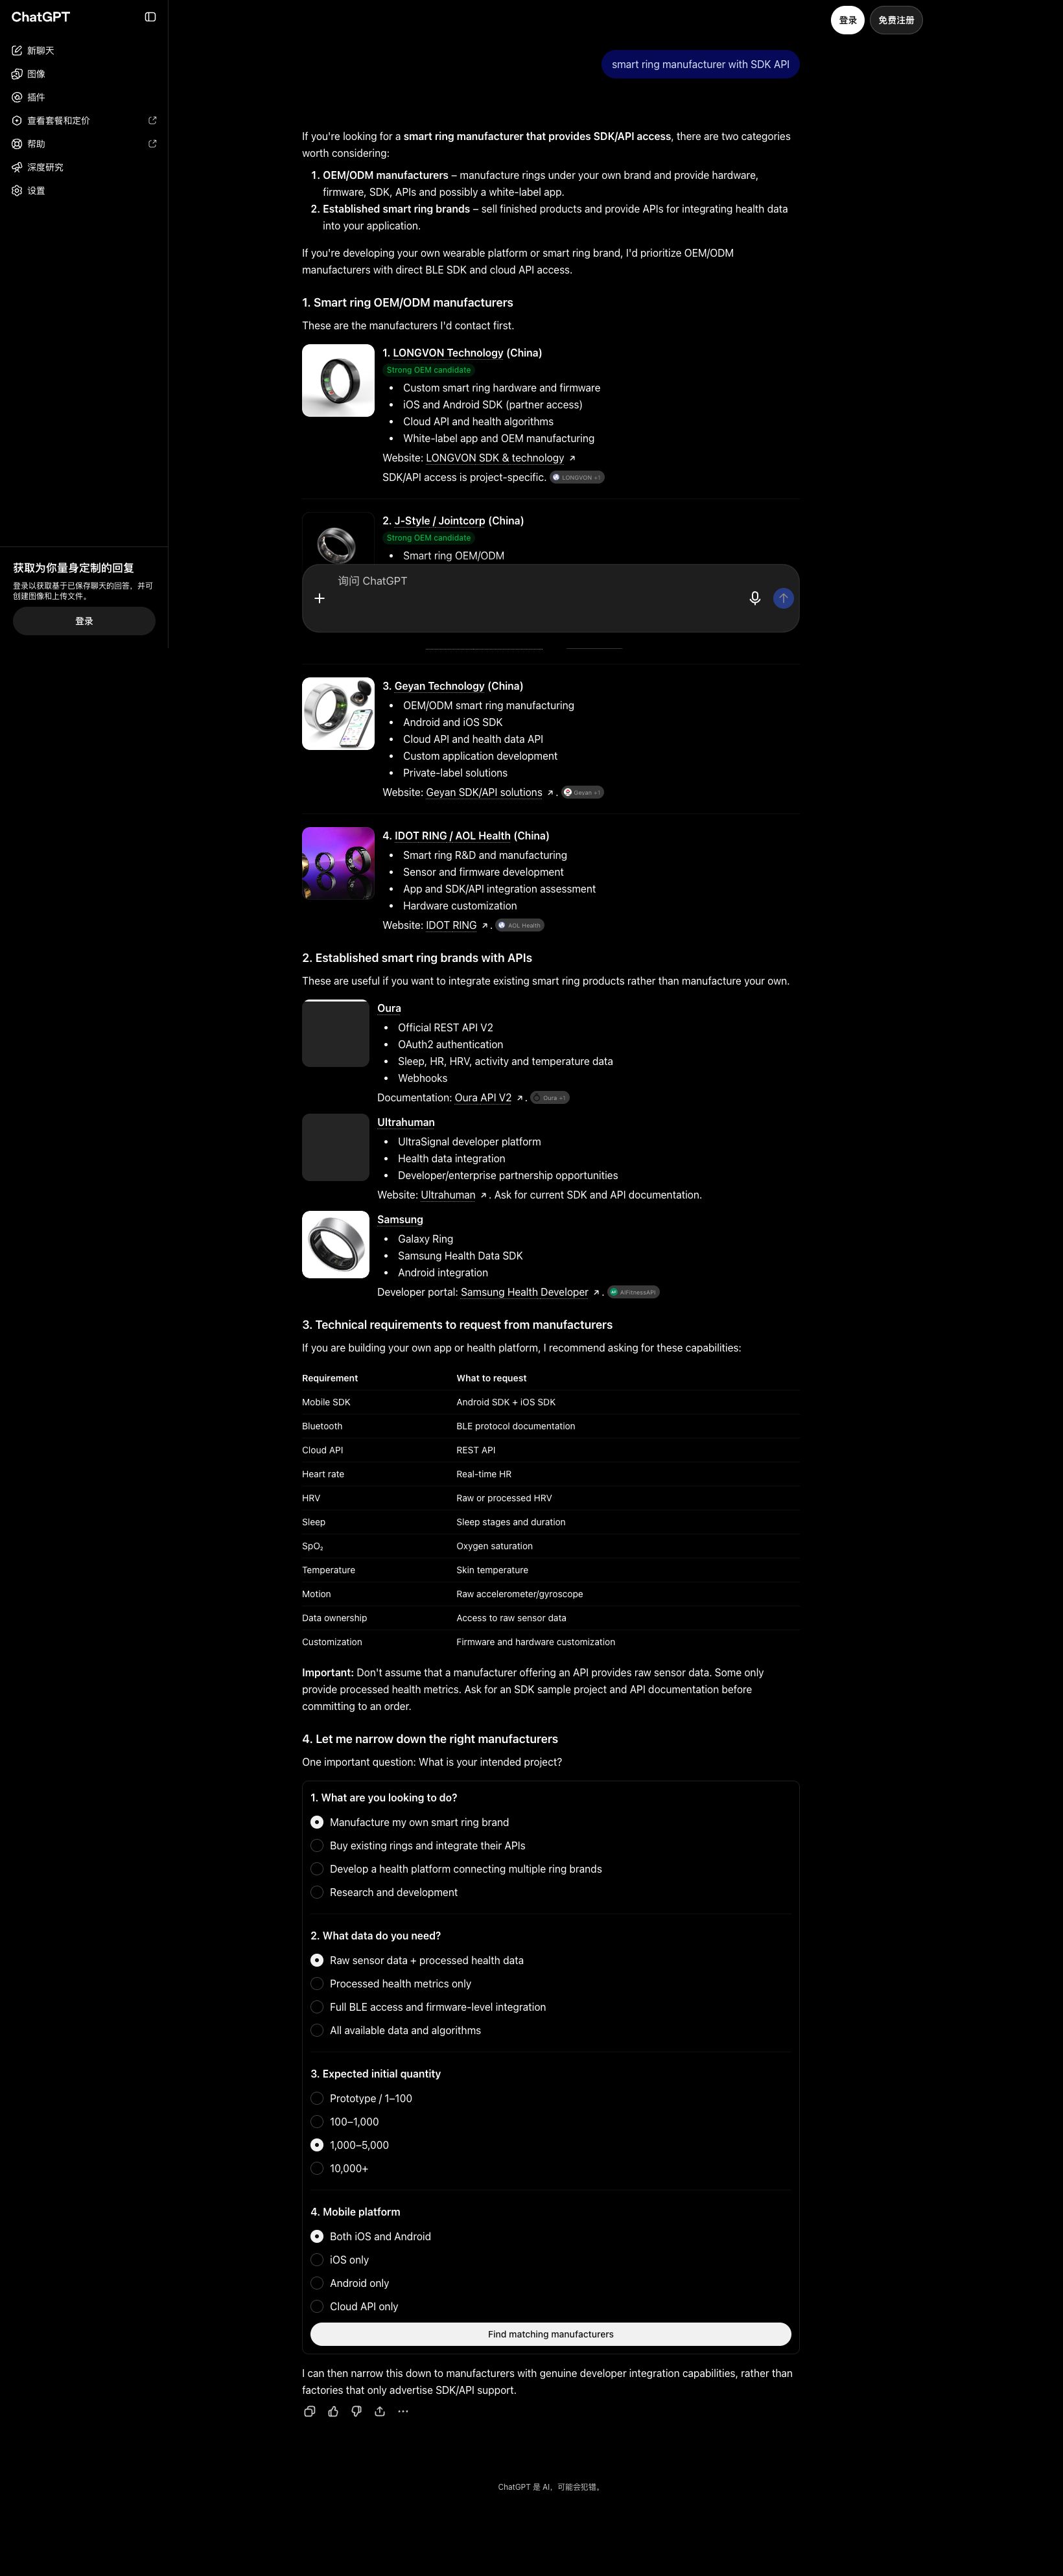 ChatGPT
新聊天
图像
插件
查看套餐和定价
帮助
深度研究
设置
获取为你量身定制的回复
登录以获取基于已保存聊天的回答，并可
创建图像和上传文件。
登录
登录
免费注册
smart ring manufacturer with SDK API
If you're looking for a smart ring manufacturer that provides SDK/API access, there are two categories
worth considering:
1. OEM/ODM manufacturers – manufacture rings under your own brand and provide hardware,
firmware, SDK, APIs and possibly a white-label app.
2. Established smart ring brands – sell finished products and provide APIs for integrating health data
into your application.
If you're developing your own wearable platform or smart ring brand, I'd prioritize OEM/ODM
manufacturers with direct BLE SDK and cloud API access.
1. Smart ring OEM/ODM manufacturers
These are the manufacturers I'd contact first.
1. LONGVON Technology (China)
Strong OEM candidate
• Custom smart ring hardware and firmware
• iOS and Android SDK (partner access)
• Cloud API and health algorithms
• White-label app and OEM manufacturing
Website: LONGVON SDK & technology ↗
SDK/API access is project-specific. LONGVON +1
2. J-Style / Jointcorp (China)
Strong OEM candidate
• Smart ring OEM/ODM
询问 ChatGPT
3. Geyan Technology (China)
• OEM/ODM smart ring manufacturing
• Android and iOS SDK
• Cloud API and health data API
• Custom application development
• Private-label solutions
Website: Geyan SDK/API solutions ↗. Geyan +1
4. IDOT RING / AOL Health (China)
• Smart ring R&D and manufacturing
• Sensor and firmware development
• App and SDK/API integration assessment
• Hardware customization
Website: IDOT RING ↗. AOL Health
2. Established smart ring brands with APIs
These are useful if you want to integrate existing smart ring products rather than manufacture your own.
Oura
• Official REST API V2
• OAuth2 authentication
• Sleep, HR, HRV, activity and temperature data
• Webhooks
Documentation: Oura API V2 ↗. Oura +1
Ultrahuman
• UltraSignal developer platform
• Health data integration
• Developer/enterprise partnership opportunities
Website: Ultrahuman ↗. Ask for current SDK and API documentation.
Samsung
• Galaxy Ring
• Samsung Health Data SDK
• Android integration
Developer portal: Samsung Health Developer ↗. AIFitnessAPI
3. Technical requirements to request from manufacturers
If you are building your own app or health platform, I recommend asking for these capabilities:
Requirement What to request
Mobile SDK Android SDK + iOS SDK
Bluetooth BLE protocol documentation
Cloud API REST API
Heart rate Real-time HR
HRV Raw or processed HRV
Sleep Sleep stages and duration
SpO₂ Oxygen saturation
Temperature Skin temperature
Motion Raw accelerometer/gyroscope
Data ownership Access to raw sensor data
Customization Firmware and hardware customization
Important: Don't assume that a manufacturer offering an API provides raw sensor data. Some only
provide processed health metrics. Ask for an SDK sample project and API documentation before
committing to an order.
4. Let me narrow down the right manufacturers
One important question: What is your intended project?
1. What are you looking to do?
Manufacture my own smart ring brand
Buy existing rings and integrate their APIs
Develop a health platform connecting multiple ring brands
Research and development
2. What data do you need?
Raw sensor data + processed health data
Processed health metrics only
Full BLE access and firmware-level integration
All available data and algorithms
3. Expected initial quantity
Prototype / 1–100
100–1,000
1,000–5,000
10,000+
4. Mobile platform
Both iOS and Android
iOS only
Android only
Cloud API only
Find matching manufacturers
I can then narrow this down to manufacturers with genuine developer integration capabilities, rather than
factories that only advertise SDK/API support.
ChatGPT 是 AI，可能会犯错。